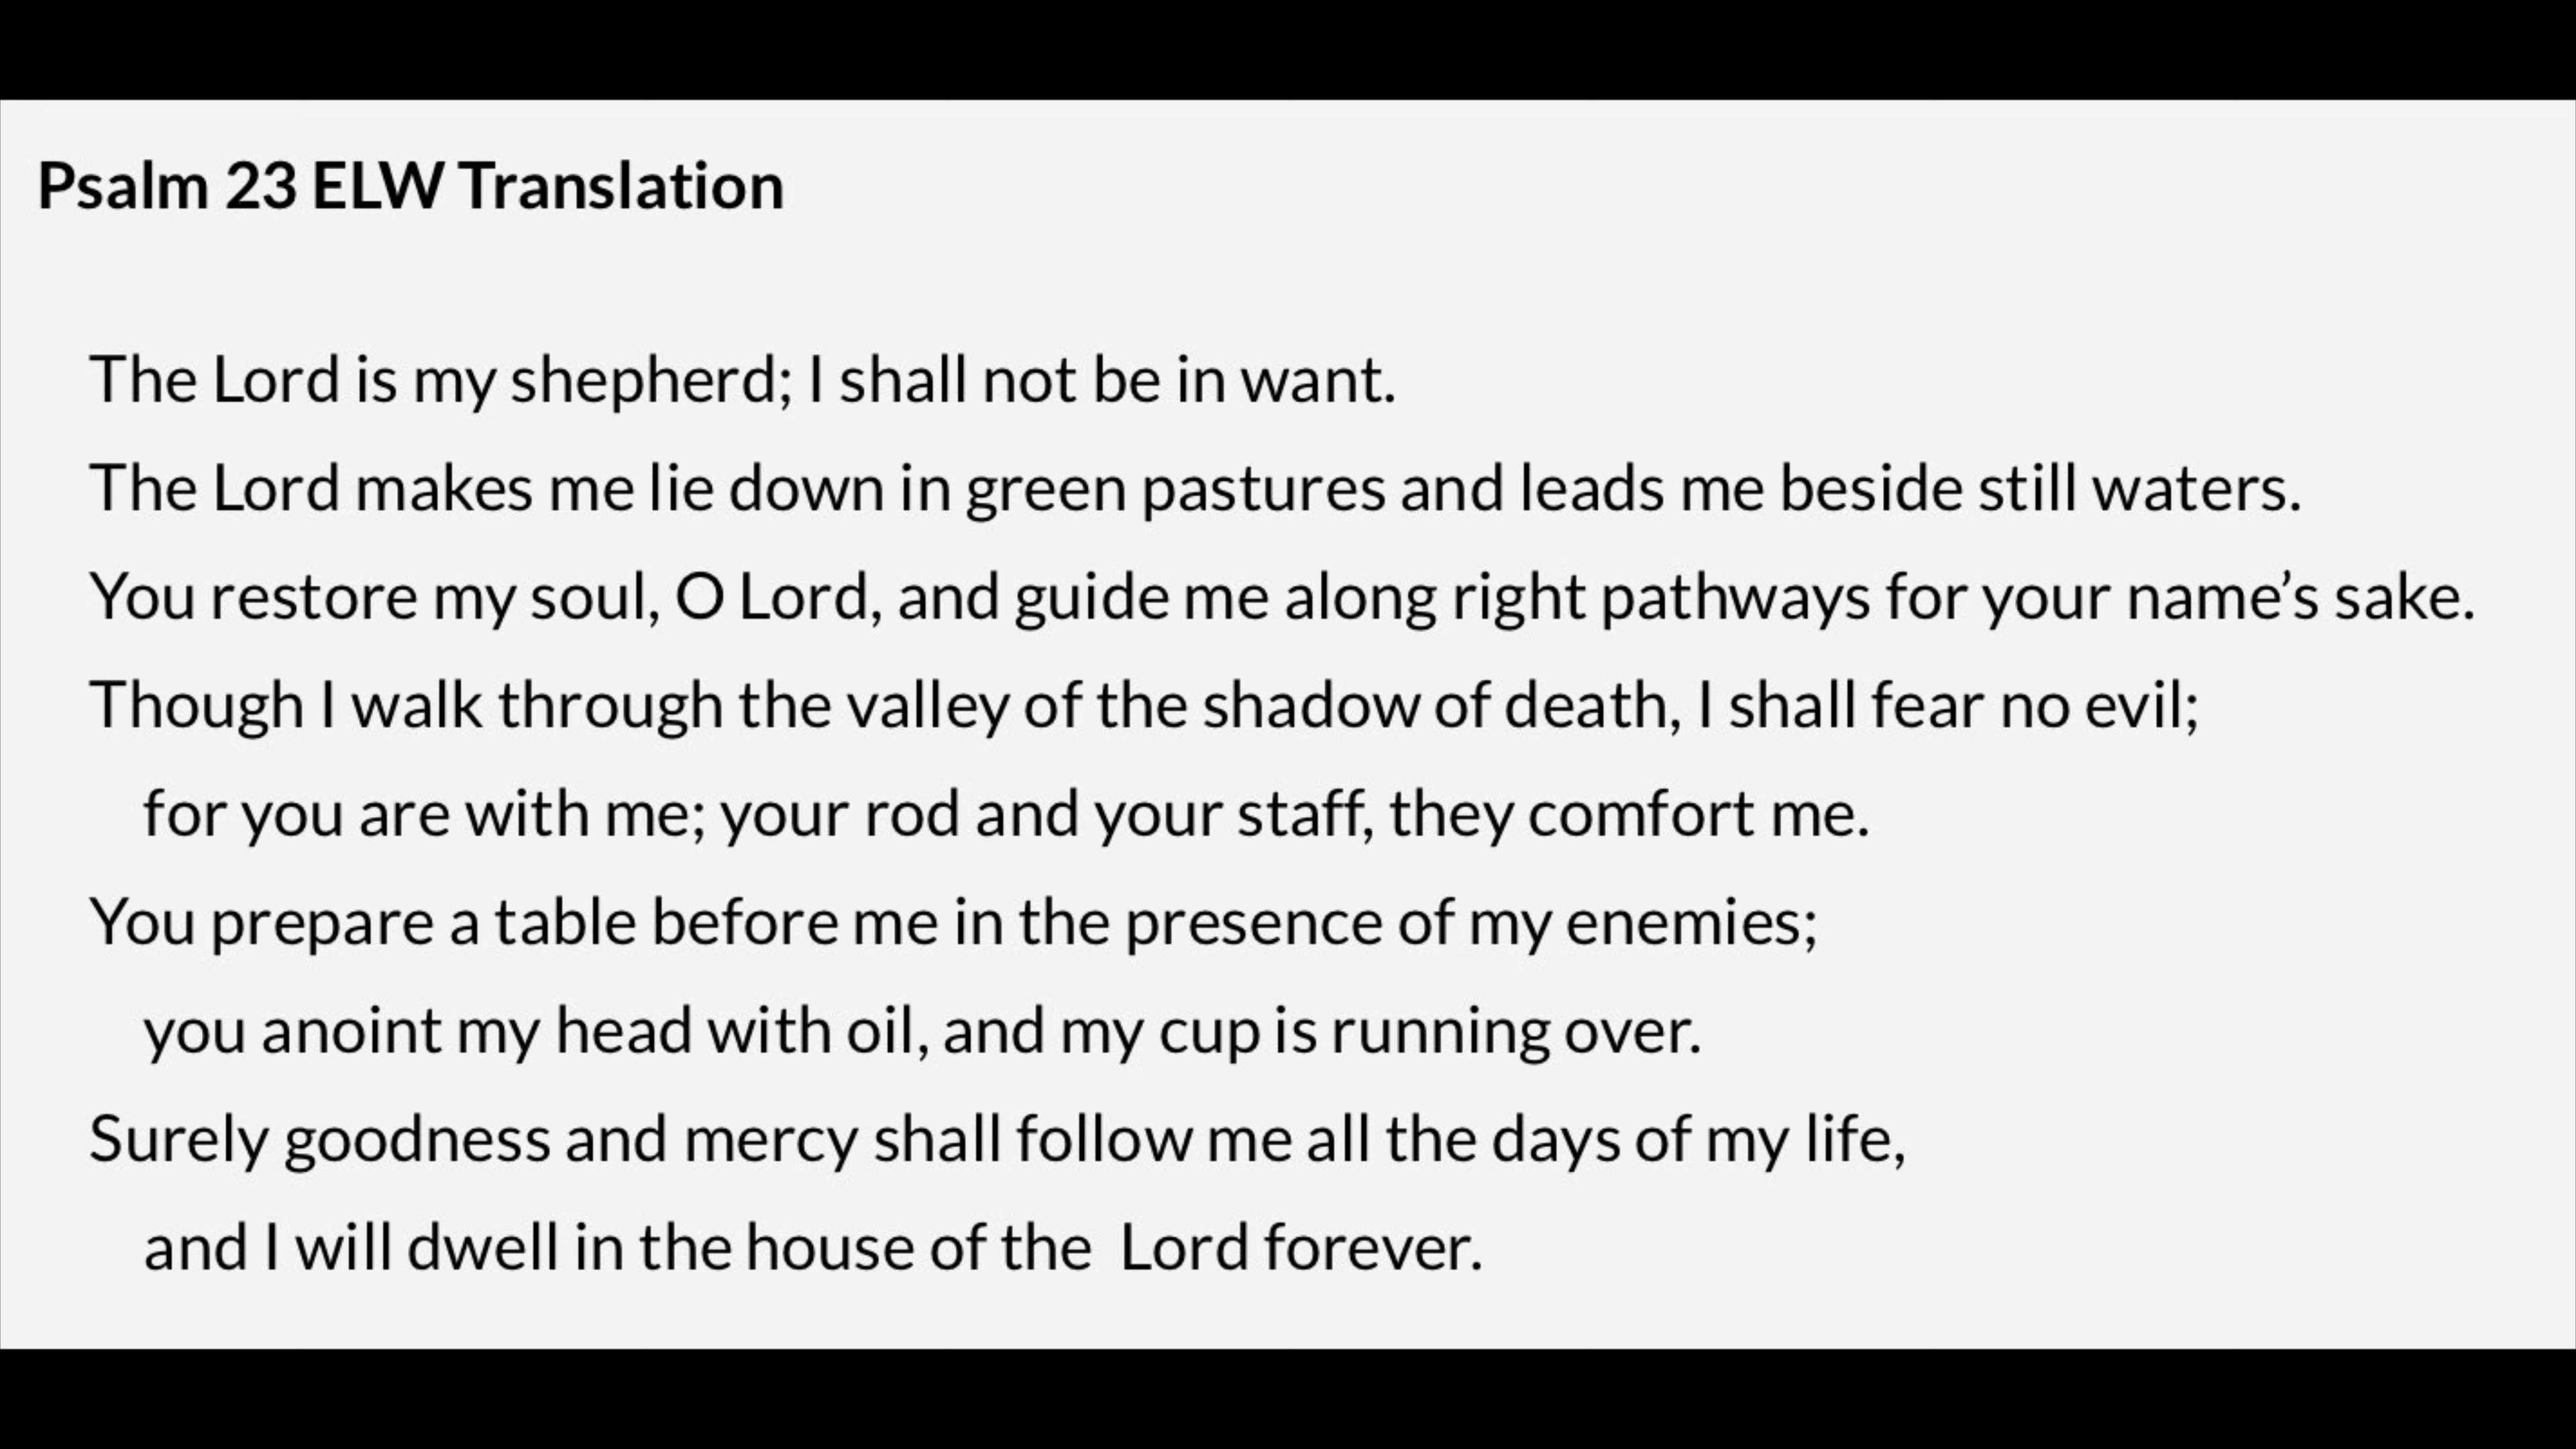 Psalm 23 ELW Translation
The Lord is my shepherd; I shall not be in want.
The Lord makes me lie down in green pastures and leads me beside still waters.
You restore my soul, O Lord, and guide me along right pathways for your name’s sake.
Though I walk through the valley of the shadow of death, I shall fear no evil;
for you are with me; your rod and your staff, they comfort me.
You prepare a table before me in the presence of my enemies;
you anoint my head with oil, and my cup is running over.
Surely goodness and mercy shall follow me all the days of my life,
and I will dwell in the house of the  Lord forever.